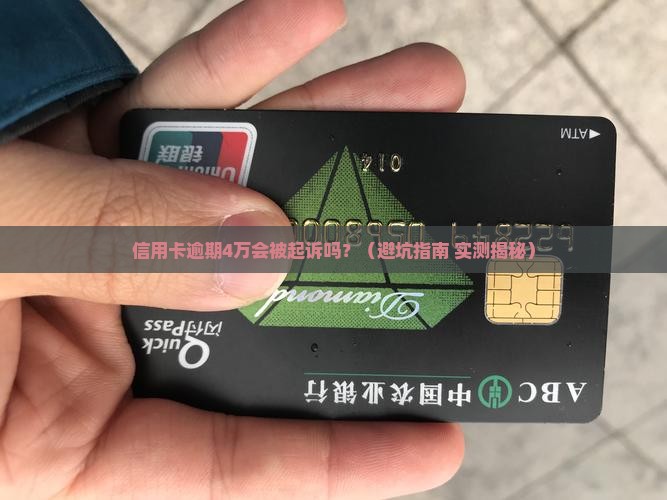 信用卡逾期4万会被起诉吗？（避坑指南 实测揭秘）
ABC 中国农业银行
Quick Pass
闪付
Diamond
014
◀ATM
银联
UnionPay